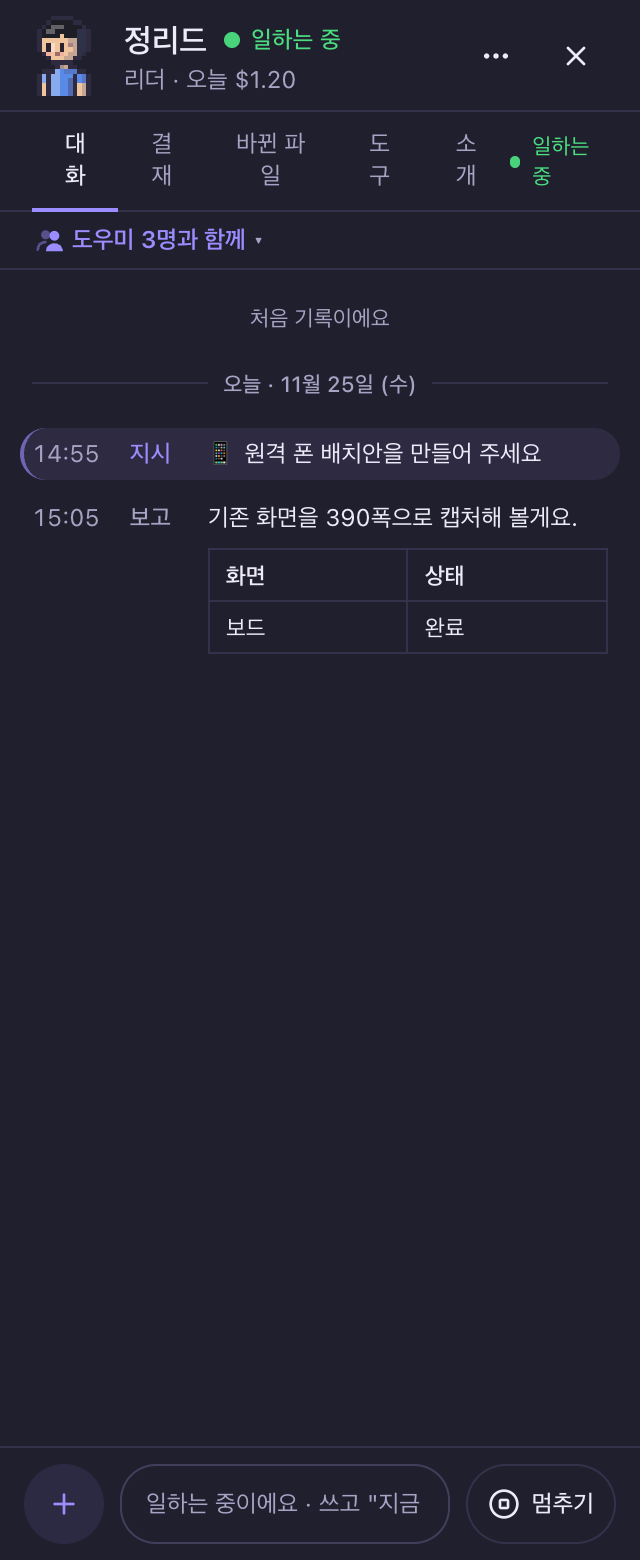 정리드 일하는 중
리더 · 오늘 $1.20
대화 결재 바뀐 파일 도구 소개 일하는 중
도우미 3명과 함께 ▾
처음 기록이에요
오늘 · 11월 25일 (수)
14:55 지시 📱 원격 폰 배치안을 만들어 주세요
15:05 보고 기존 화면을 390폭으로 캡처해 볼게요.
화면 상태
보드 완료
일하는 중이에요 · 쓰고 "지금 멈추기